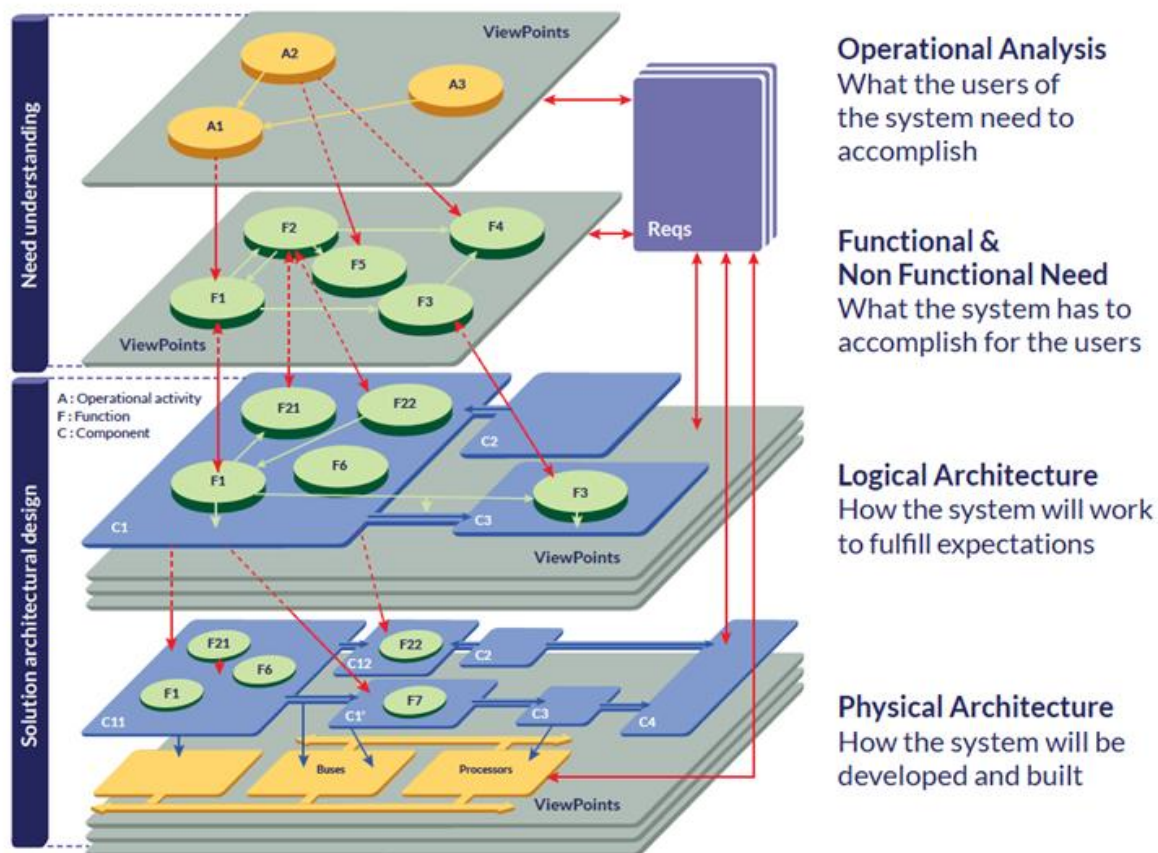 Need understanding
ViewPoints
A2
A3
A1
Operational Analysis
What the users of
the system need to
accomplish
Reqs
F2
F4
F5
F1
F3
ViewPoints
Functional &
Non Functional Need
What the system has to
accomplish for the users
Solution architectural design
A : Operational activity
F : Function
C : Component
F21
F22
C2
F6
F1
F3
C1
C3
ViewPoints
Logical Architecture
How the system will work
to fulfill expectations
F21
F22
F6
C12
C2
F1
F7
C11
C1'
C3
C4
Buses
Processors
ViewPoints
Physical Architecture
How the system will be
developed and built